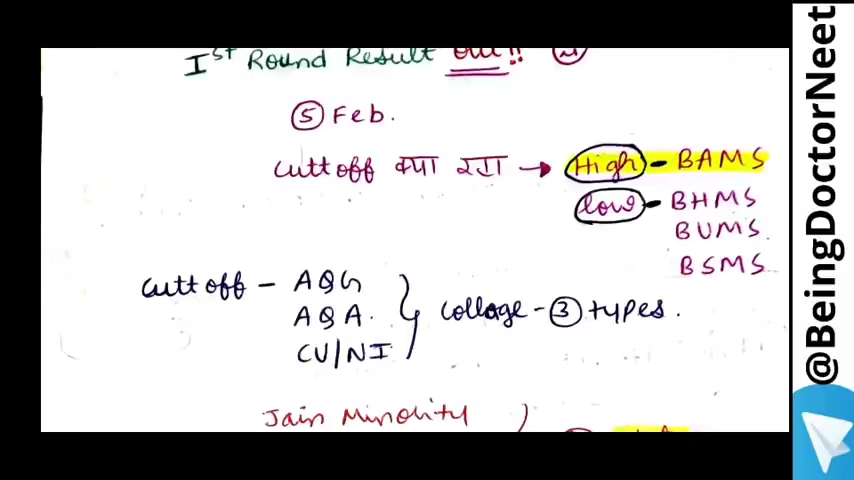 Ist Round Result Out!!
5 Feb.
Cuttoff क्या रहा → High - BAMS
low - BHMS
BUMS
BSMS
Cuttoff - AQG
AQA. Collage - 3 types.
CU/NI
Jain Minority
@BeingDoctorNeet